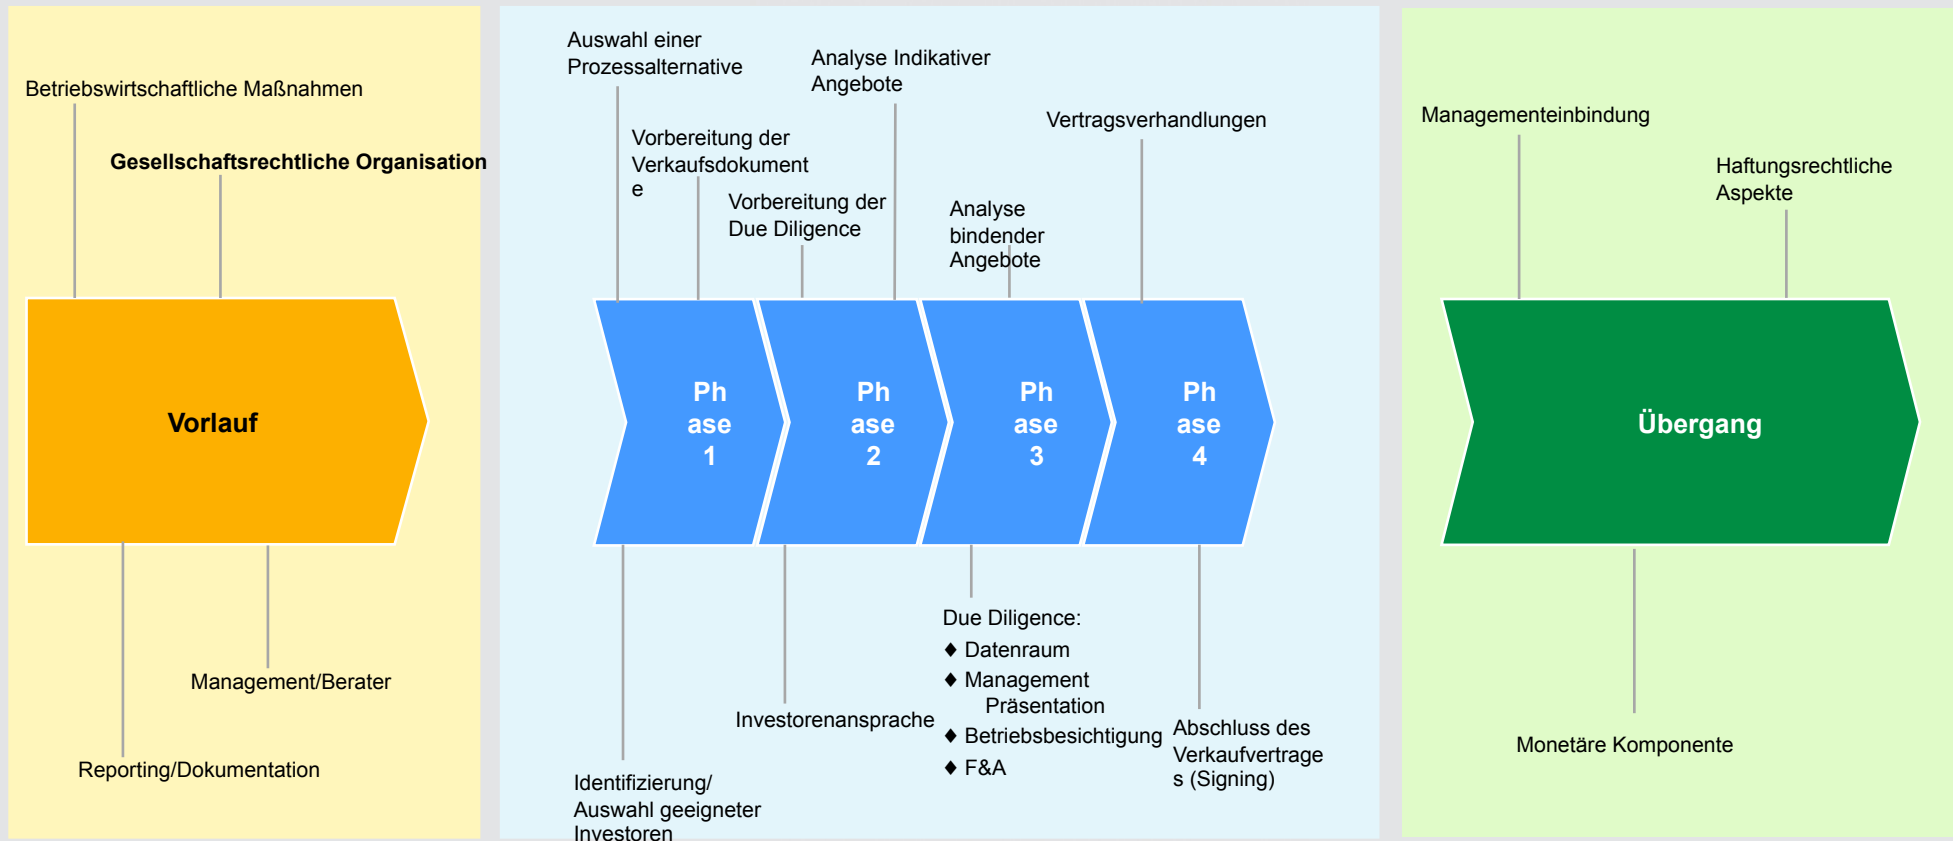 Betriebswirtschaftliche Maßnahmen
Gesellschaftsrechtliche Organisation
Vorlauf
Management/Berater
Reporting/Dokumentation
Auswahl einer
Prozessalternative
Vorbereitung der
Verkaufsdokument
e
Vorbereitung der
Due Diligence
Analyse Indikativer
Angebote
Analyse
bindender
Angebote
Vertragsverhandlungen
Ph
ase
1
Ph
ase
2
Ph
ase
3
Ph
ase
4
Identifizierung/
Auswahl geeigneter
Investoren
Investorenansprache
Due Diligence:
♦ Datenraum
♦ Management
Präsentation
♦ Betriebsbesichtigung
♦ F&A
Abschluss des
Verkaufvertrage
s (Signing)
Managementeinbindung
Haftungsrechtliche
Aspekte
Übergang
Monetäre Komponente